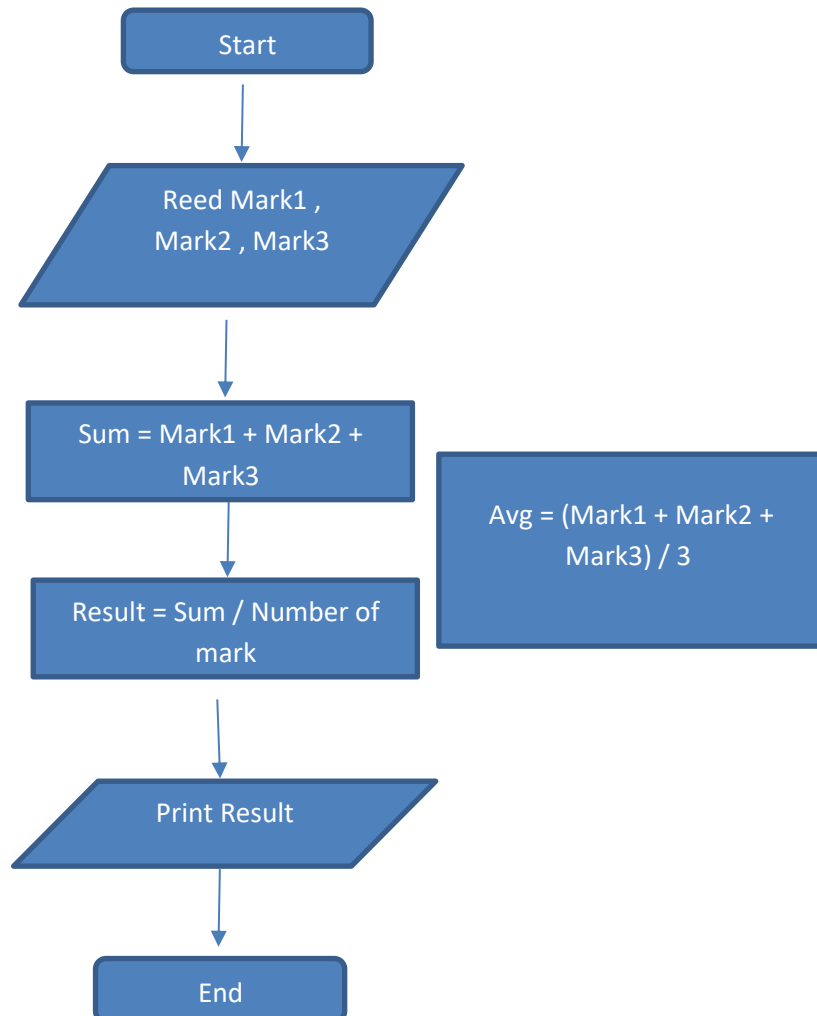 Start
Reed Mark1 ,
Mark2 , Mark3
Sum = Mark1 + Mark2 +
Mark3
Avg = (Mark1 + Mark2 +
Mark3) / 3
Result = Sum / Number of
mark
Print Result
End